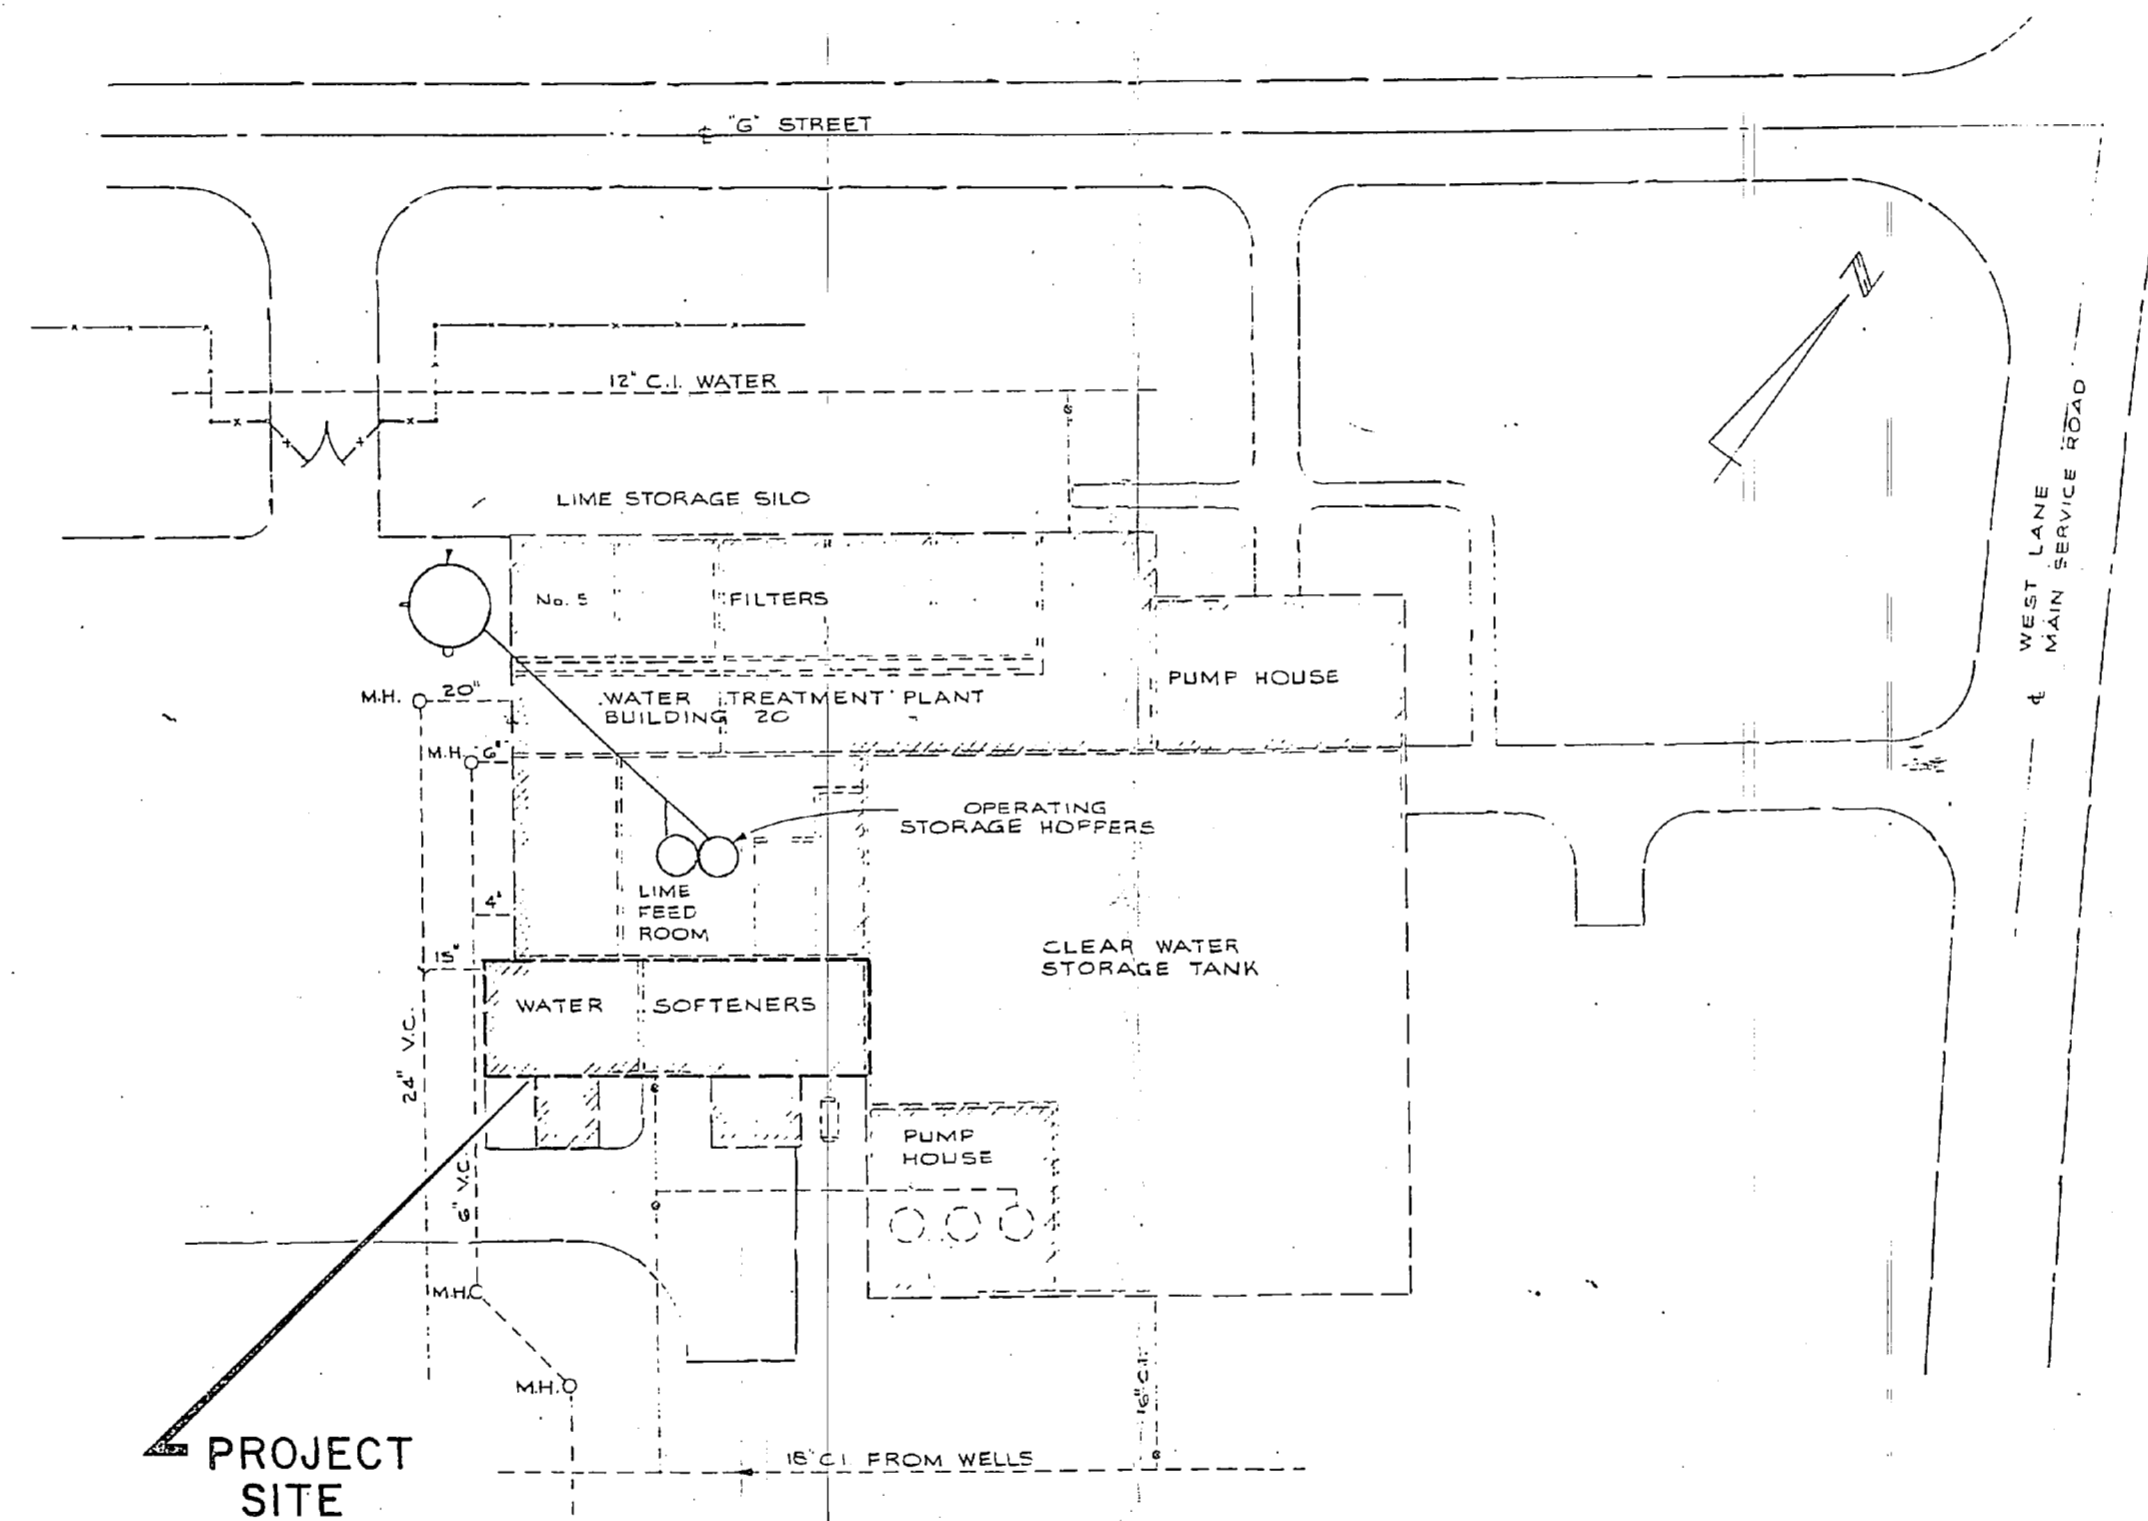 ℄ "G" STREET
12" C.I. WATER
LIME STORAGE SILO
No. 5
FILTERS
WATER TREATMENT PLANT
BUILDING 20
PUMP HOUSE
M.H.
20"
M.H.
6"
OPERATING
STORAGE HOPPERS
LIME
FEED
ROOM
4"
15"
CLEAR WATER
STORAGE TANK
WATER SOFTENERS
24" V.C.
6" V.C.
PUMP
HOUSE
M.H.
M.H.
16" C.I.
C.I. FROM WELLS
℄ WEST LANE
MAIN SERVICE ROAD
N
PROJECT
SITE